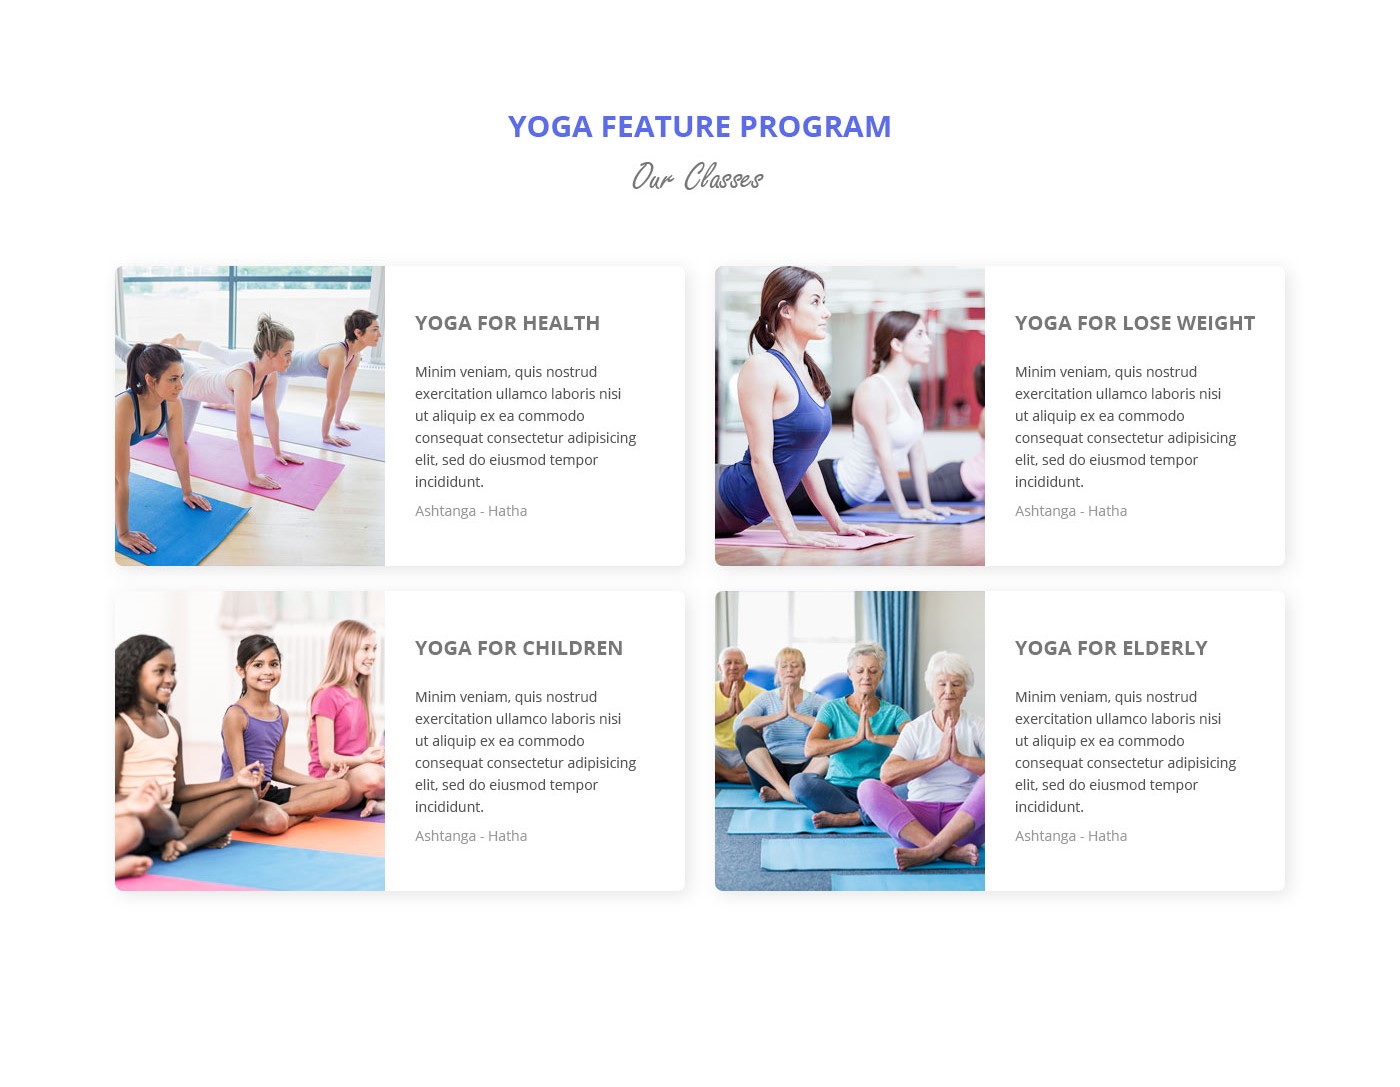 YOGA FEATURE PROGRAM
Our Classes
YOGA FOR HEALTH
Minim veniam, quis nostrud
exercitation ullamco laboris nisi
ut aliquip ex ea commodo
consequat consectetur adipisicing
elit, sed do eiusmod tempor
incididunt.
Ashtanga - Hatha
YOGA FOR LOSE WEIGHT
Minim veniam, quis nostrud
exercitation ullamco laboris nisi
ut aliquip ex ea commodo
consequat consectetur adipisicing
elit, sed do eiusmod tempor
incididunt.
Ashtanga - Hatha
YOGA FOR CHILDREN
Minim veniam, quis nostrud
exercitation ullamco laboris nisi
ut aliquip ex ea commodo
consequat consectetur adipisicing
elit, sed do eiusmod tempor
incididunt.
Ashtanga - Hatha
YOGA FOR ELDERLY
Minim veniam, quis nostrud
exercitation ullamco laboris nisi
ut aliquip ex ea commodo
consequat consectetur adipisicing
elit, sed do eiusmod tempor
incididunt.
Ashtanga - Hatha